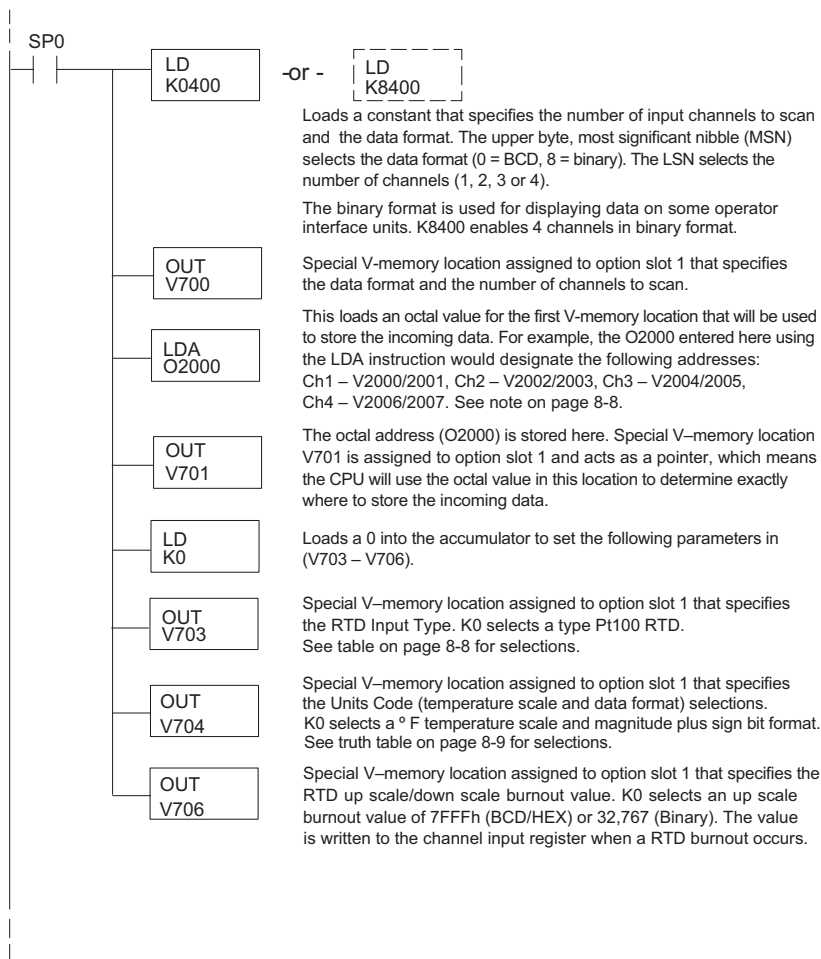 SP0
LD
K0400
-or -
LD
K8400
Loads a constant that specifies the number of input channels to scan
and the data format. The upper byte, most significant nibble (MSN)
selects the data format (0 = BCD, 8 = binary). The LSN selects the
number of channels (1, 2, 3 or 4).
The binary format is used for displaying data on some operator
interface units. K8400 enables 4 channels in binary format.
OUT
V700
Special V-memory location assigned to option slot 1 that specifies
the data format and the number of channels to scan.
LDA
O2000
This loads an octal value for the first V-memory location that will be used
to store the incoming data. For example, the O2000 entered here using
the LDA instruction would designate the following addresses:
Ch1 – V2000/2001, Ch2 – V2002/2003, Ch3 – V2004/2005,
Ch4 – V2006/2007. See note on page 8-8.
OUT
V701
The octal address (O2000) is stored here. Special V–memory location
V701 is assigned to option slot 1 and acts as a pointer, which means
the CPU will use the octal value in this location to determine exactly
where to store the incoming data.
LD
K0
Loads a 0 into the accumulator to set the following parameters in
(V703 – V706).
OUT
V703
Special V–memory location assigned to option slot 1 that specifies
the RTD Input Type. K0 selects a type Pt100 RTD.
See table on page 8-8 for selections.
OUT
V704
Special V–memory location assigned to option slot 1 that specifies
the Units Code (temperature scale and data format) selections.
K0 selects a º F temperature scale and magnitude plus sign bit format.
See truth table on page 8-9 for selections.
OUT
V706
Special V–memory location assigned to option slot 1 that specifies the
RTD up scale/down scale burnout value. K0 selects an up scale
burnout value of 7FFFh (BCD/HEX) or 32,767 (Binary). The value
is written to the channel input register when a RTD burnout occurs.